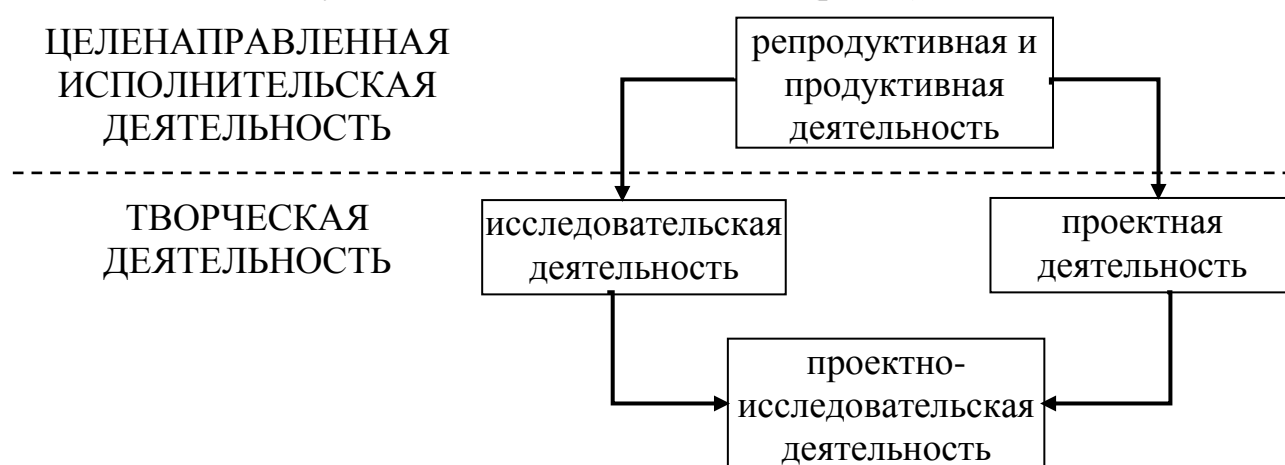 ЦЕЛЕНАПРАВЛЕННАЯ
ИСПОЛНИТЕЛЬСКАЯ
ДЕЯТЕЛЬНОСТЬ
репродуктивная и
продуктивная
деятельность
ТВОРЧЕСКАЯ
ДЕЯТЕЛЬНОСТЬ
исследовательская
деятельность
проектная
деятельность
проектно-
исследовательская
деятельность